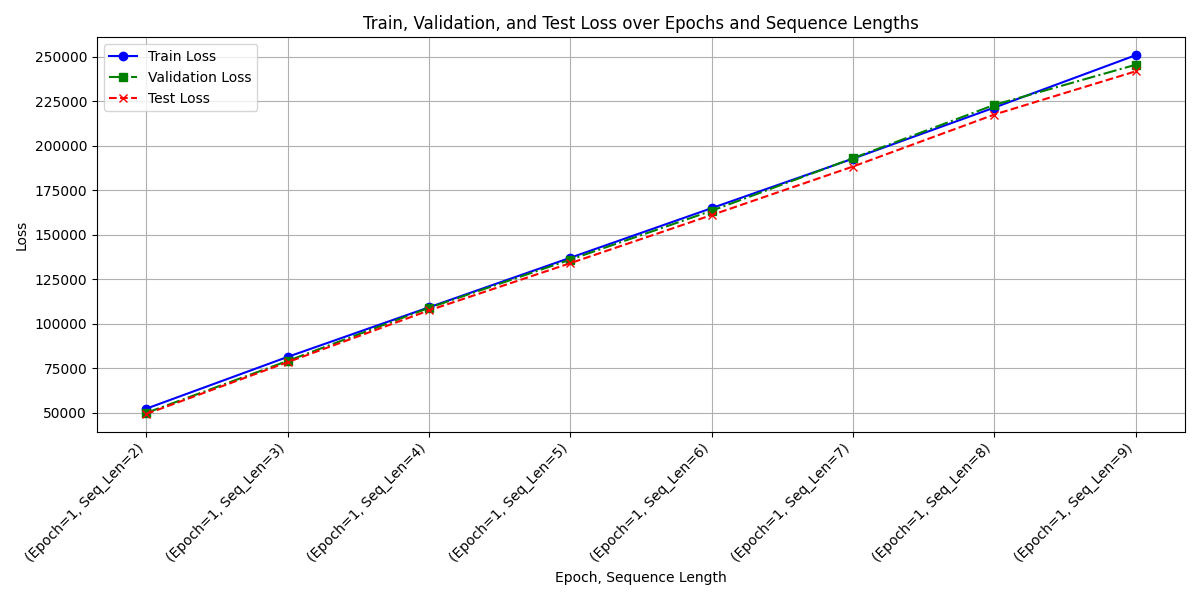 Train, Validation, and Test Loss over Epochs and Sequence Lengths
Train Loss
Validation Loss
Test Loss
250000
225000
200000
175000
150000
125000
100000
75000
50000
Loss
(Epoch=1, Seq_Len=2)
(Epoch=1, Seq_Len=3)
(Epoch=1, Seq_Len=4)
(Epoch=1, Seq_Len=5)
(Epoch=1, Seq_Len=6)
(Epoch=1, Seq_Len=7)
(Epoch=1, Seq_Len=8)
(Epoch=1, Seq_Len=9)
Epoch, Sequence Length